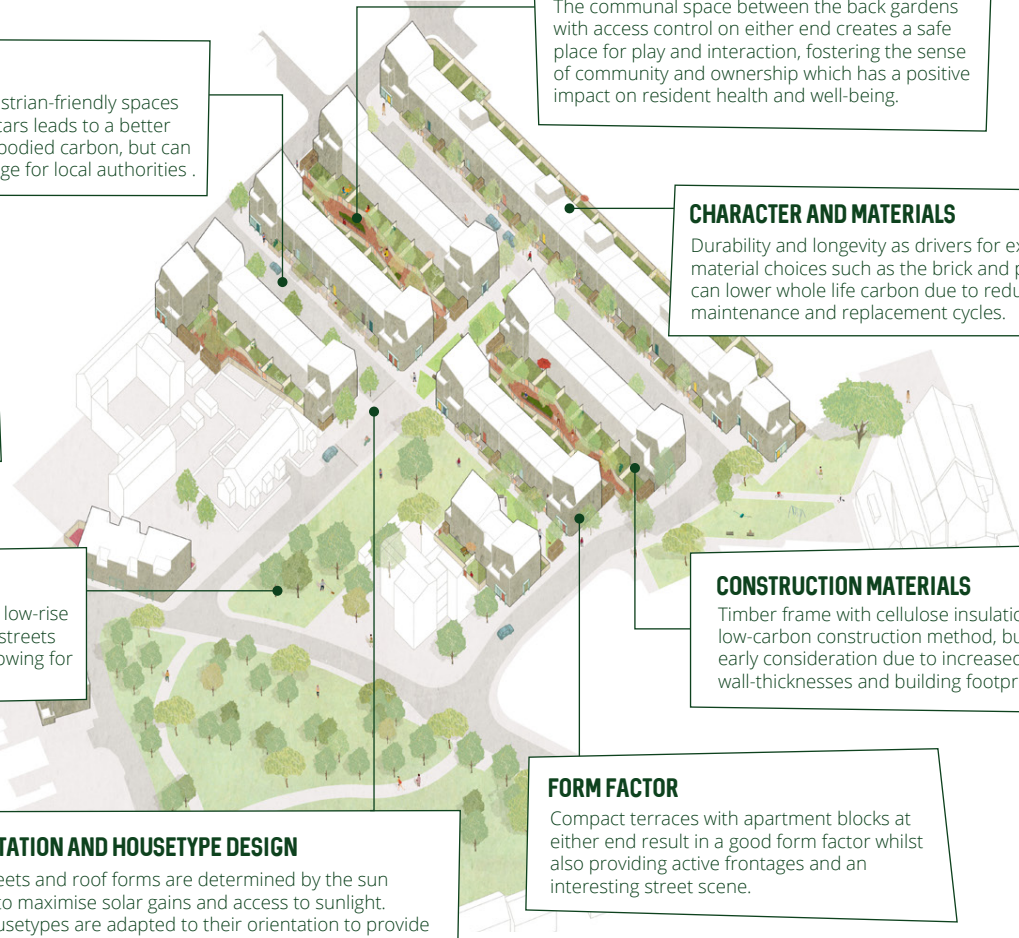 The communal space between the back gardens
with access control on either end creates a safe
place for play and interaction, fostering the sense
of community and ownership which has a positive
impact on resident health and well-being.
strian-friendly spaces
cars leads to a better
bodied carbon, but can
ge for local authorities .
CHARACTER AND MATERIALS
Durability and longevity as drivers for ex
material choices such as the brick and p
can lower whole life carbon due to redu
maintenance and replacement cycles.
low-rise
streets
owing for
CONSTRUCTION MATERIALS
Timber frame with cellulose insulatio
low-carbon construction method, bu
early consideration due to increased
wall-thicknesses and building footpr
FORM FACTOR
Compact terraces with apartment blocks at
either end result in a good form factor whilst
also providing active frontages and an
interesting street scene.
TATION AND HOUSETYPE DESIGN
eets and roof forms are determined by the sun
to maximise solar gains and access to sunlight.
usetypes are adapted to their orientation to provide